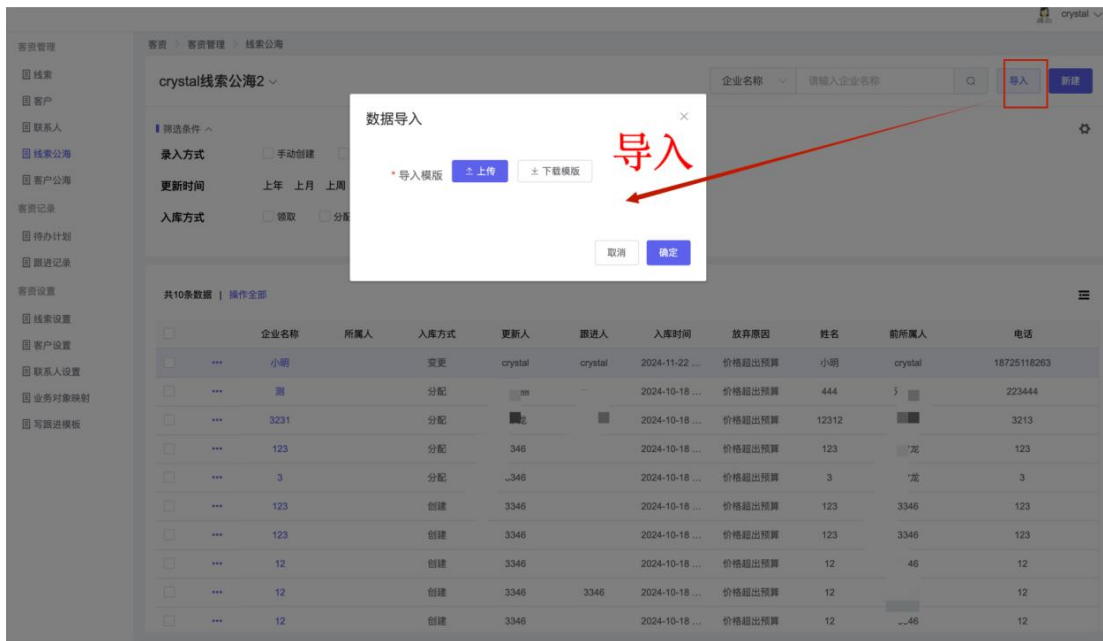 crystal
客资管理
客资 > 客资管理 > 线索公海
线索
客户
联系人
线索公海
客户公海
客资记录
待办计划
跟进记录
客资设置
线索设置
客户设置
联系人设置
业务对象映射
写跟进模板
crystal线索公海2
企业名称 请输入企业名称 导入 新建
筛选条件
录入方式 手动创建
更新时间 上年 上月 上周
入库方式 领取 分配
数据导入
导入
* 导入模版 上传 下载模版
取消 确定
共10条数据 | 操作全部
企业名称 所属人 入库方式 更新人 跟进人 入库时间 放弃原因 姓名 前所属人 电话
小明 变更 crystal crystal 2024-11-22 ... 价格超出预算 小明 crystal 18725118263
测 分配 2024-10-18 ... 价格超出预算 444 223444
3231 分配 龙 2024-10-18 ... 价格超出预算 12312 3213
123 分配 346 2024-10-18 ... 价格超出预算 123 龙 123
3 分配 346 2024-10-18 ... 价格超出预算 3 龙 3
123 创建 3346 2024-10-18 ... 价格超出预算 123 3346 123
123 创建 3346 2024-10-18 ... 价格超出预算 123 3346 123
12 创建 3346 2024-10-18 ... 价格超出预算 12 46 12
12 创建 3346 3346 2024-10-18 ... 价格超出预算 12 12
12 创建 3346 2024-10-18 ... 价格超出预算 12 46 12